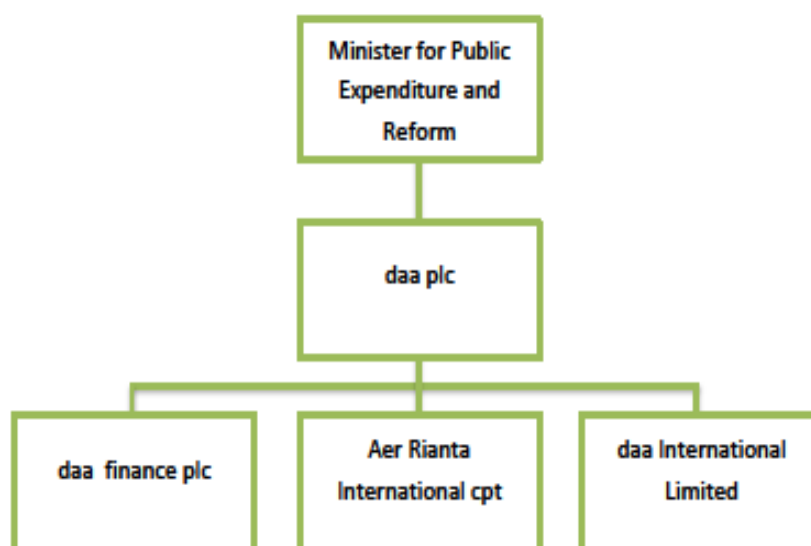 Minister for Public
Expenditure and
Reform
daa plc
daa finance plc
Aer Rianta
International cpt
daa International
Limited